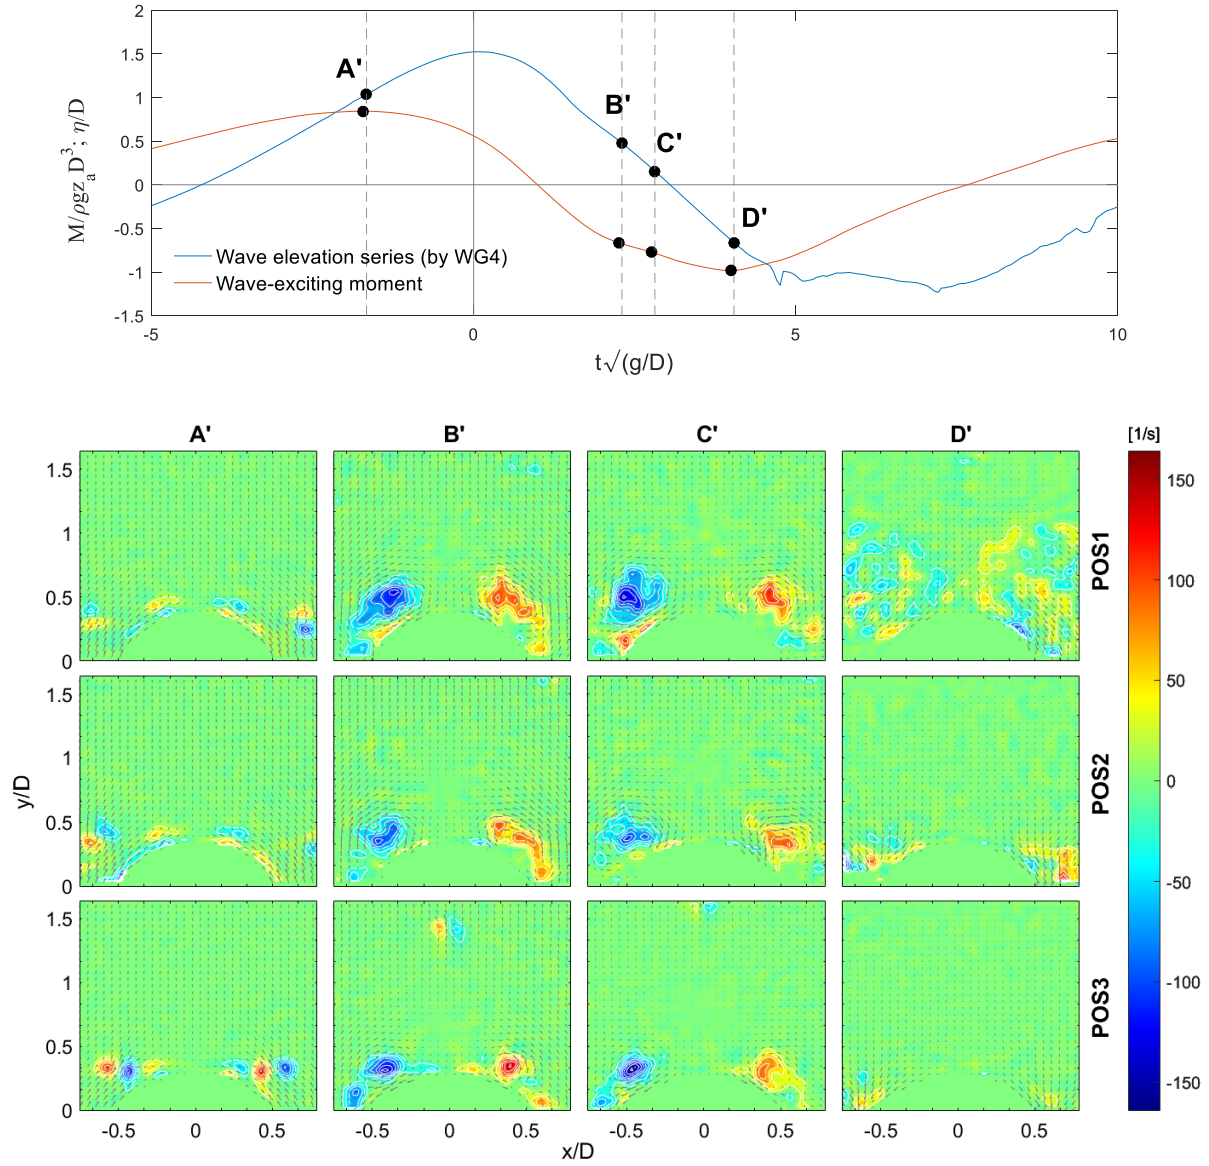 2
1.5
1
0.5
0
-0.5
-1
-1.5
M/ρgz_a D^3; η/D
A'
B'
C'
D'
Wave elevation series (by WG4)
Wave-exciting moment
-5 0 5 10
t√(g/D)
A' B' C' D' [1/s]
1.5
1
0.5
0
POS1
1.5
1
0.5
0
POS2
1.5
1
0.5
0
POS3
y/D
150
100
50
0
-50
-100
-150
-0.5 0 0.5 -0.5 0 0.5 -0.5 0 0.5 -0.5 0 0.5
x/D